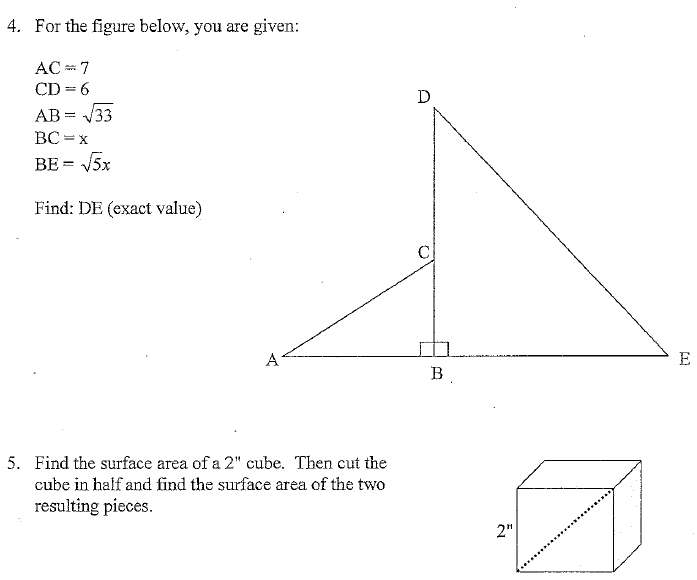 4. For the figure below, you are given:
AC = 7
CD = 6
AB = √33
BC = x
BE = √5x
Find: DE (exact value)
D
C
A
B
E
5. Find the surface area of a 2" cube. Then cut the
cube in half and find the surface area of the two
resulting pieces.
2"